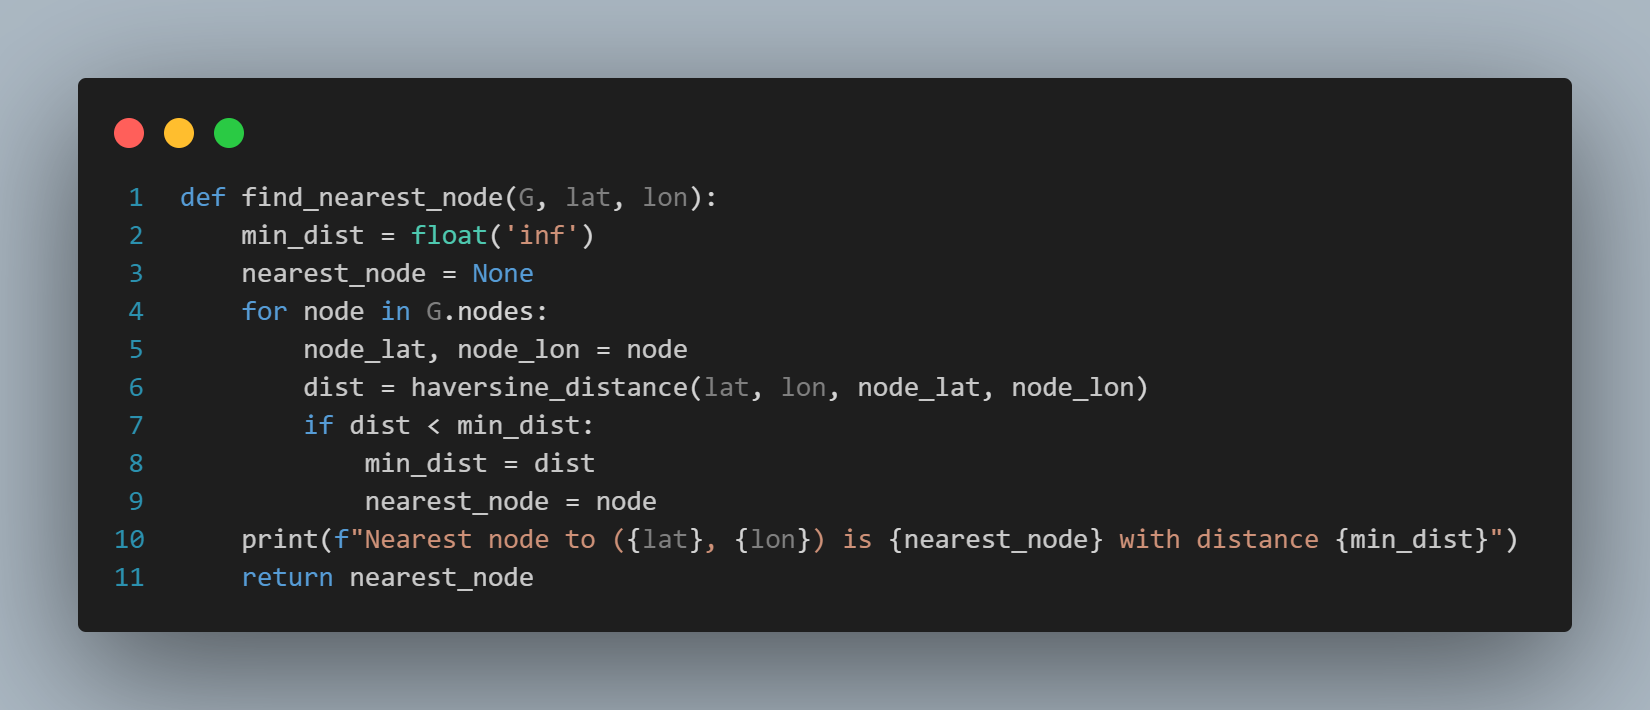 1 def find_nearest_node(G, lat, lon):
2     min_dist = float('inf')
3     nearest_node = None
4     for node in G.nodes:
5         node_lat, node_lon = node
6         dist = haversine_distance(lat, lon, node_lat, node_lon)
7         if dist < min_dist:
8             min_dist = dist
9             nearest_node = node
10     print(f"Nearest node to ({lat}, {lon}) is {nearest_node} with distance {min_dist}")
11     return nearest_node